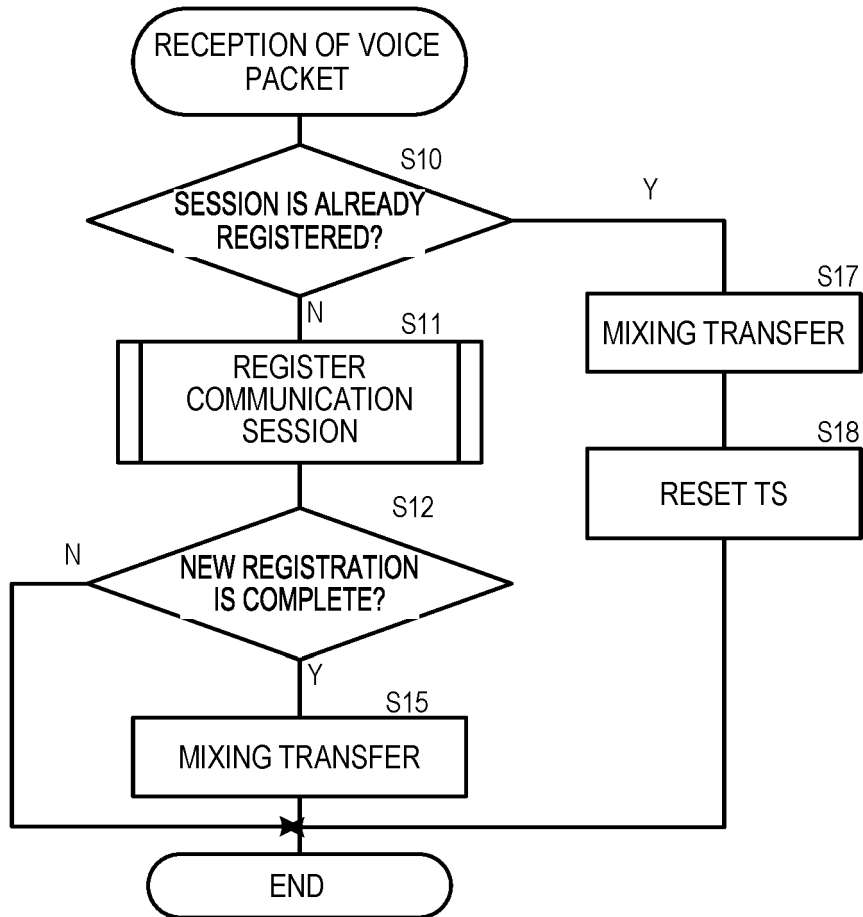 RECEPTION OF VOICE
PACKET
S10
SESSION IS ALREADY
REGISTERED?
Y
N
S17
MIXING TRANSFER
S11
REGISTER
COMMUNICATION
SESSION
S18
RESET TS
S12
N
NEW REGISTRATION
IS COMPLETE?
Y
S15
MIXING TRANSFER
END